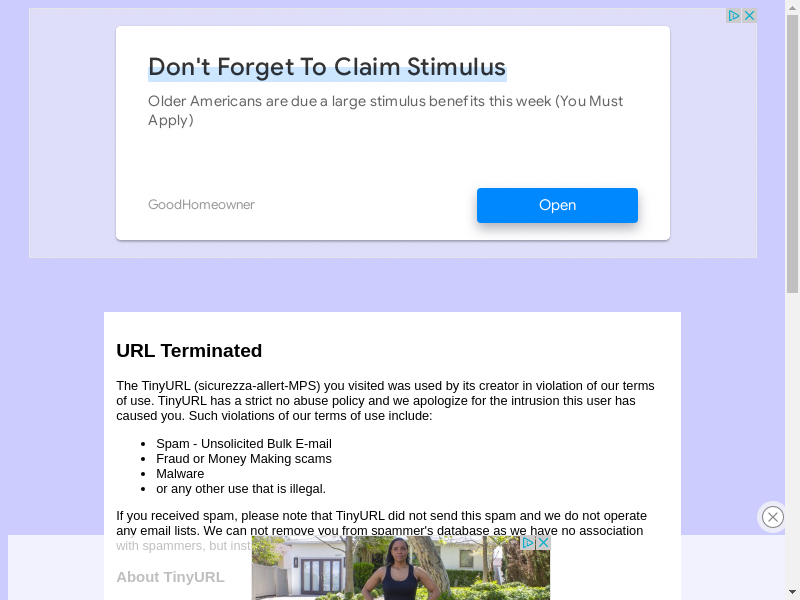 Don't Forget To Claim Stimulus
Older Americans are due a large stimulus benefits this week (You Must
Apply)
GoodHomeowner
Open
URL Terminated
The TinyURL (sicurezza-allert-MPS) you visited was used by its creator in violation of our terms
of use. TinyURL has a strict no abuse policy and we apologize for the intrusion this user has
caused you. Such violations of our terms of use include:
Spam - Unsolicited Bulk E-mail
Fraud or Money Making scams
Malware
or any other use that is illegal.
If you received spam, please note that TinyURL did not send this spam and we do not operate
any email lists. We can not remove you from spammer's database as we have no association
with spammers, but
About TinyURL